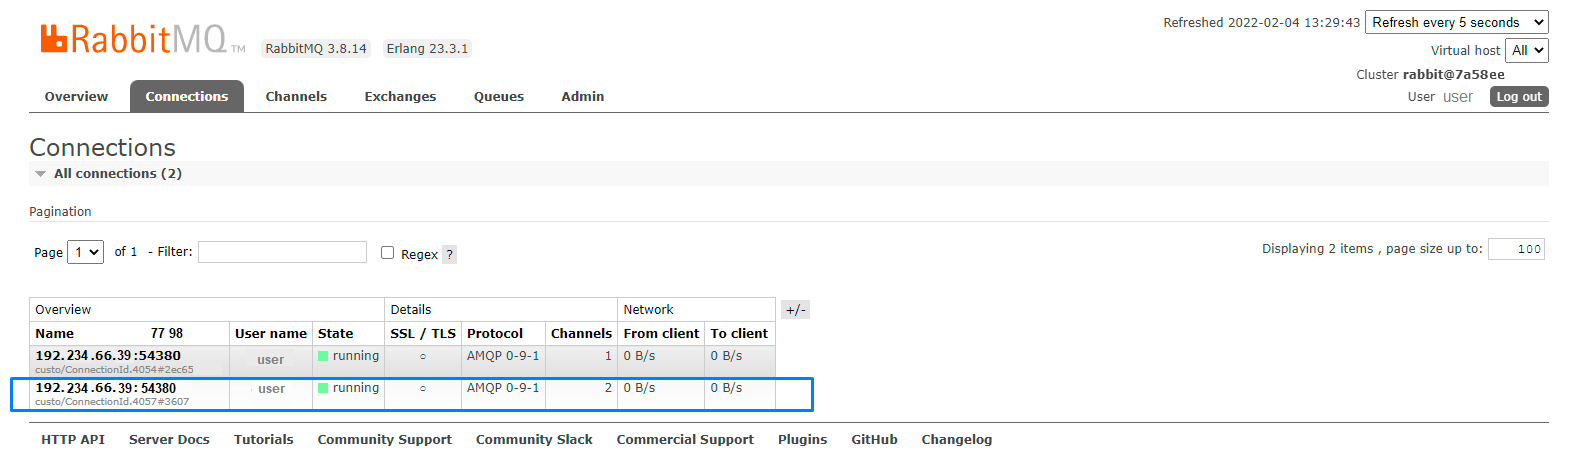 Refreshed 2022-02-04 13:29:43 Refresh every 5 seconds
RabbitMQ TM RabbitMQ 3.8.14 Erlang 23.3.1
Virtual host All
Cluster rabbit@7a58ee
User user Log out
Overview Connections Channels Exchanges Queues Admin
Connections
All connections (2)
Pagination
Page 1 of 1 - Filter: Regex ? Displaying 2 items , page size up to: 100
Overview Details Network +/-
Name 77 98 User name State SSL / TLS Protocol Channels From client To client
192.234.66.39:54380 user running ○ AMQP 0-9-1 1 0 B/s 0 B/s
custo/ConnectionId.4054#2ec65
192.234.66.39:54380 user running ○ AMQP 0-9-1 2 0 B/s 0 B/s
custo/ConnectionId.4057#3607
HTTP API Server Docs Tutorials Community Support Community Slack Commercial Support Plugins GitHub Changelog